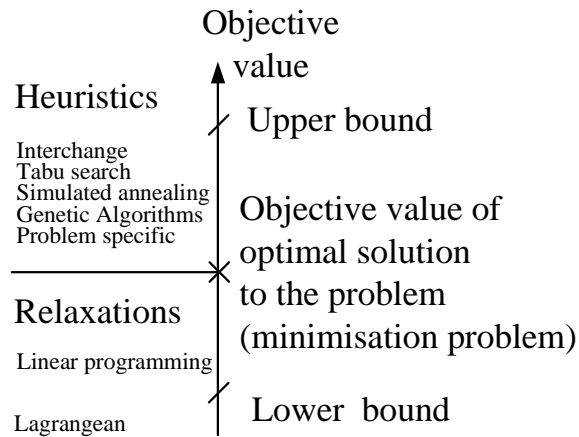 Objective
value
Heuristics
Upper bound
Interchange
Tabu search
Simulated annealing
Genetic Algorithms
Problem specific
Objective value of
optimal solution
to the problem
(minimisation problem)
Relaxations
Linear programming
Lower bound
Lagrangean